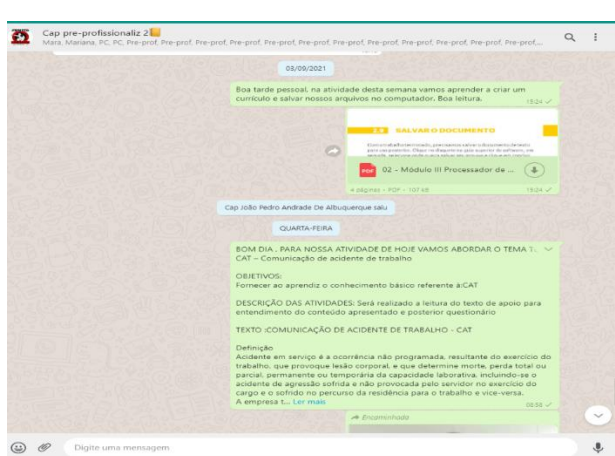 Cap pre-profissionaliz 2
Mara, Mariana, PC, PC, Pre-prof, Pre-prof, Pre-prof, Pre-prof, Pre-prof, Pre-prof, Pre-prof, Pre-prof, Pre-prof, Pre-prof, Pre-prof,...
08/09/2021
Boa tarde pessoal, na atividade desta semana vamos aprender a criar um
currículo e salvar nossos arquivos no computador. Boa leitura.
15:24
2.8 SALVAR O DOCUMENTO
PDF 02 - Módulo III Processador de ...
4 páginas • PDF • 107 kB 15:24
Cap João Pedro Andrade De Albuquerque saiu
QUARTA-FEIRA
BOM DIA.. PARA NOSSA ATIVIDADE DE HOJE VAMOS ABORDAR O TEMA
CAT – Comunicação de acidente de trabalho
OBJETIVOS:
Fornecer ao aprendiz o conhecimento básico referente à:CAT
DESCRIÇÃO DAS ATIVIDADES: Será realizado a leitura do texto de apoio para
entendimento do conteúdo apresentado e posterior questionário
TEXTO :COMUNICAÇÃO DE ACIDENTE DE TRABALHO - CAT
Definição
Acidente em serviço é a ocorrência não programada, resultante do exercício do
trabalho, que provoque lesão corporal, e que determine morte, perda total ou
parcial, permanente ou temporária da capacidade laborativa, incluindo-se o
acidente de agressão sofrida e não provocada pelo servidor no exercício do
cargo e o sofrido no percurso da residência para o trabalho e vice-versa.
A empresa t... Ler mais
08:58
Encaminhada
Digite uma mensagem